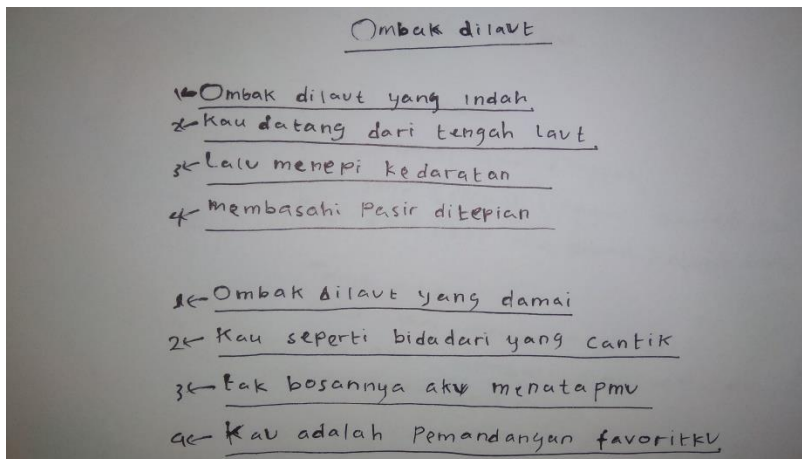 Ombak dilaut
1← Ombak dilaut yang indah
2← Kau datang dari tengah laut
3← Lalu menepi kedaratan
4← Membasahi Pasir ditepian
1← Ombak dilaut yang damai
2← Kau seperti bidadari yang cantik
3← tak bosannya aku menatapmu
4← Kau adalah Pemandangan favoritku